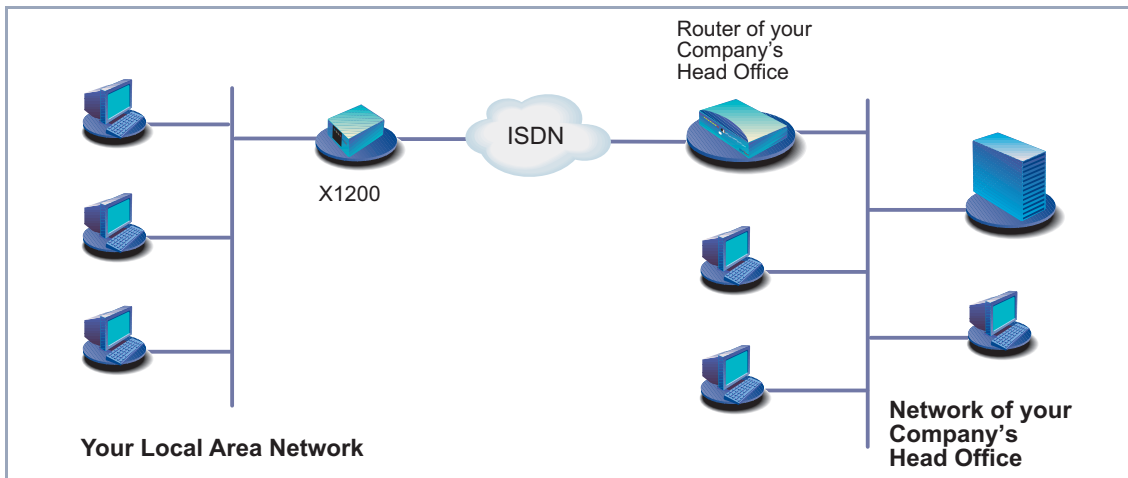 Router of your
Company's
Head Office
ISDN
X1200
Your Local Area Network
Network of your
Company's
Head Office